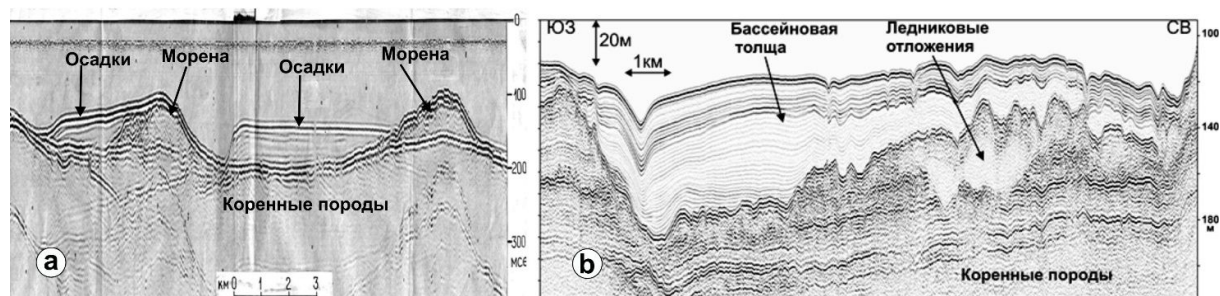 0
Осадки
Морена
Осадки
Морена
100
200
Коренные породы
300
мсе
км 0 1 2 3
a
ЮЗ
20м
1км
Бассейновая
толща
Ледниковые
отложения
СВ
100
140
180
м
Коренные породы
b